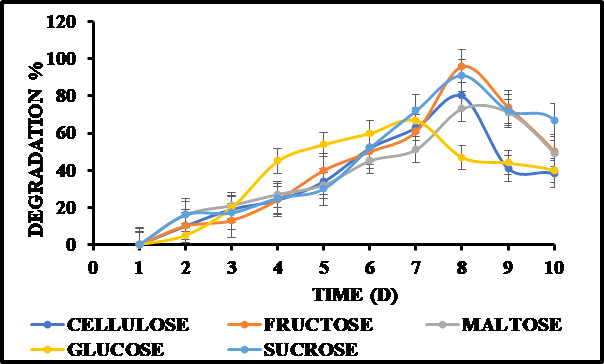 DEGRADATION %
120
100
80
60
40
20
0
0 1 2 3 4 5 6 7 8 9 10
TIME (D)
CELLULOSE FRUCTOSE MALTOSE
GLUCOSE SUCROSE